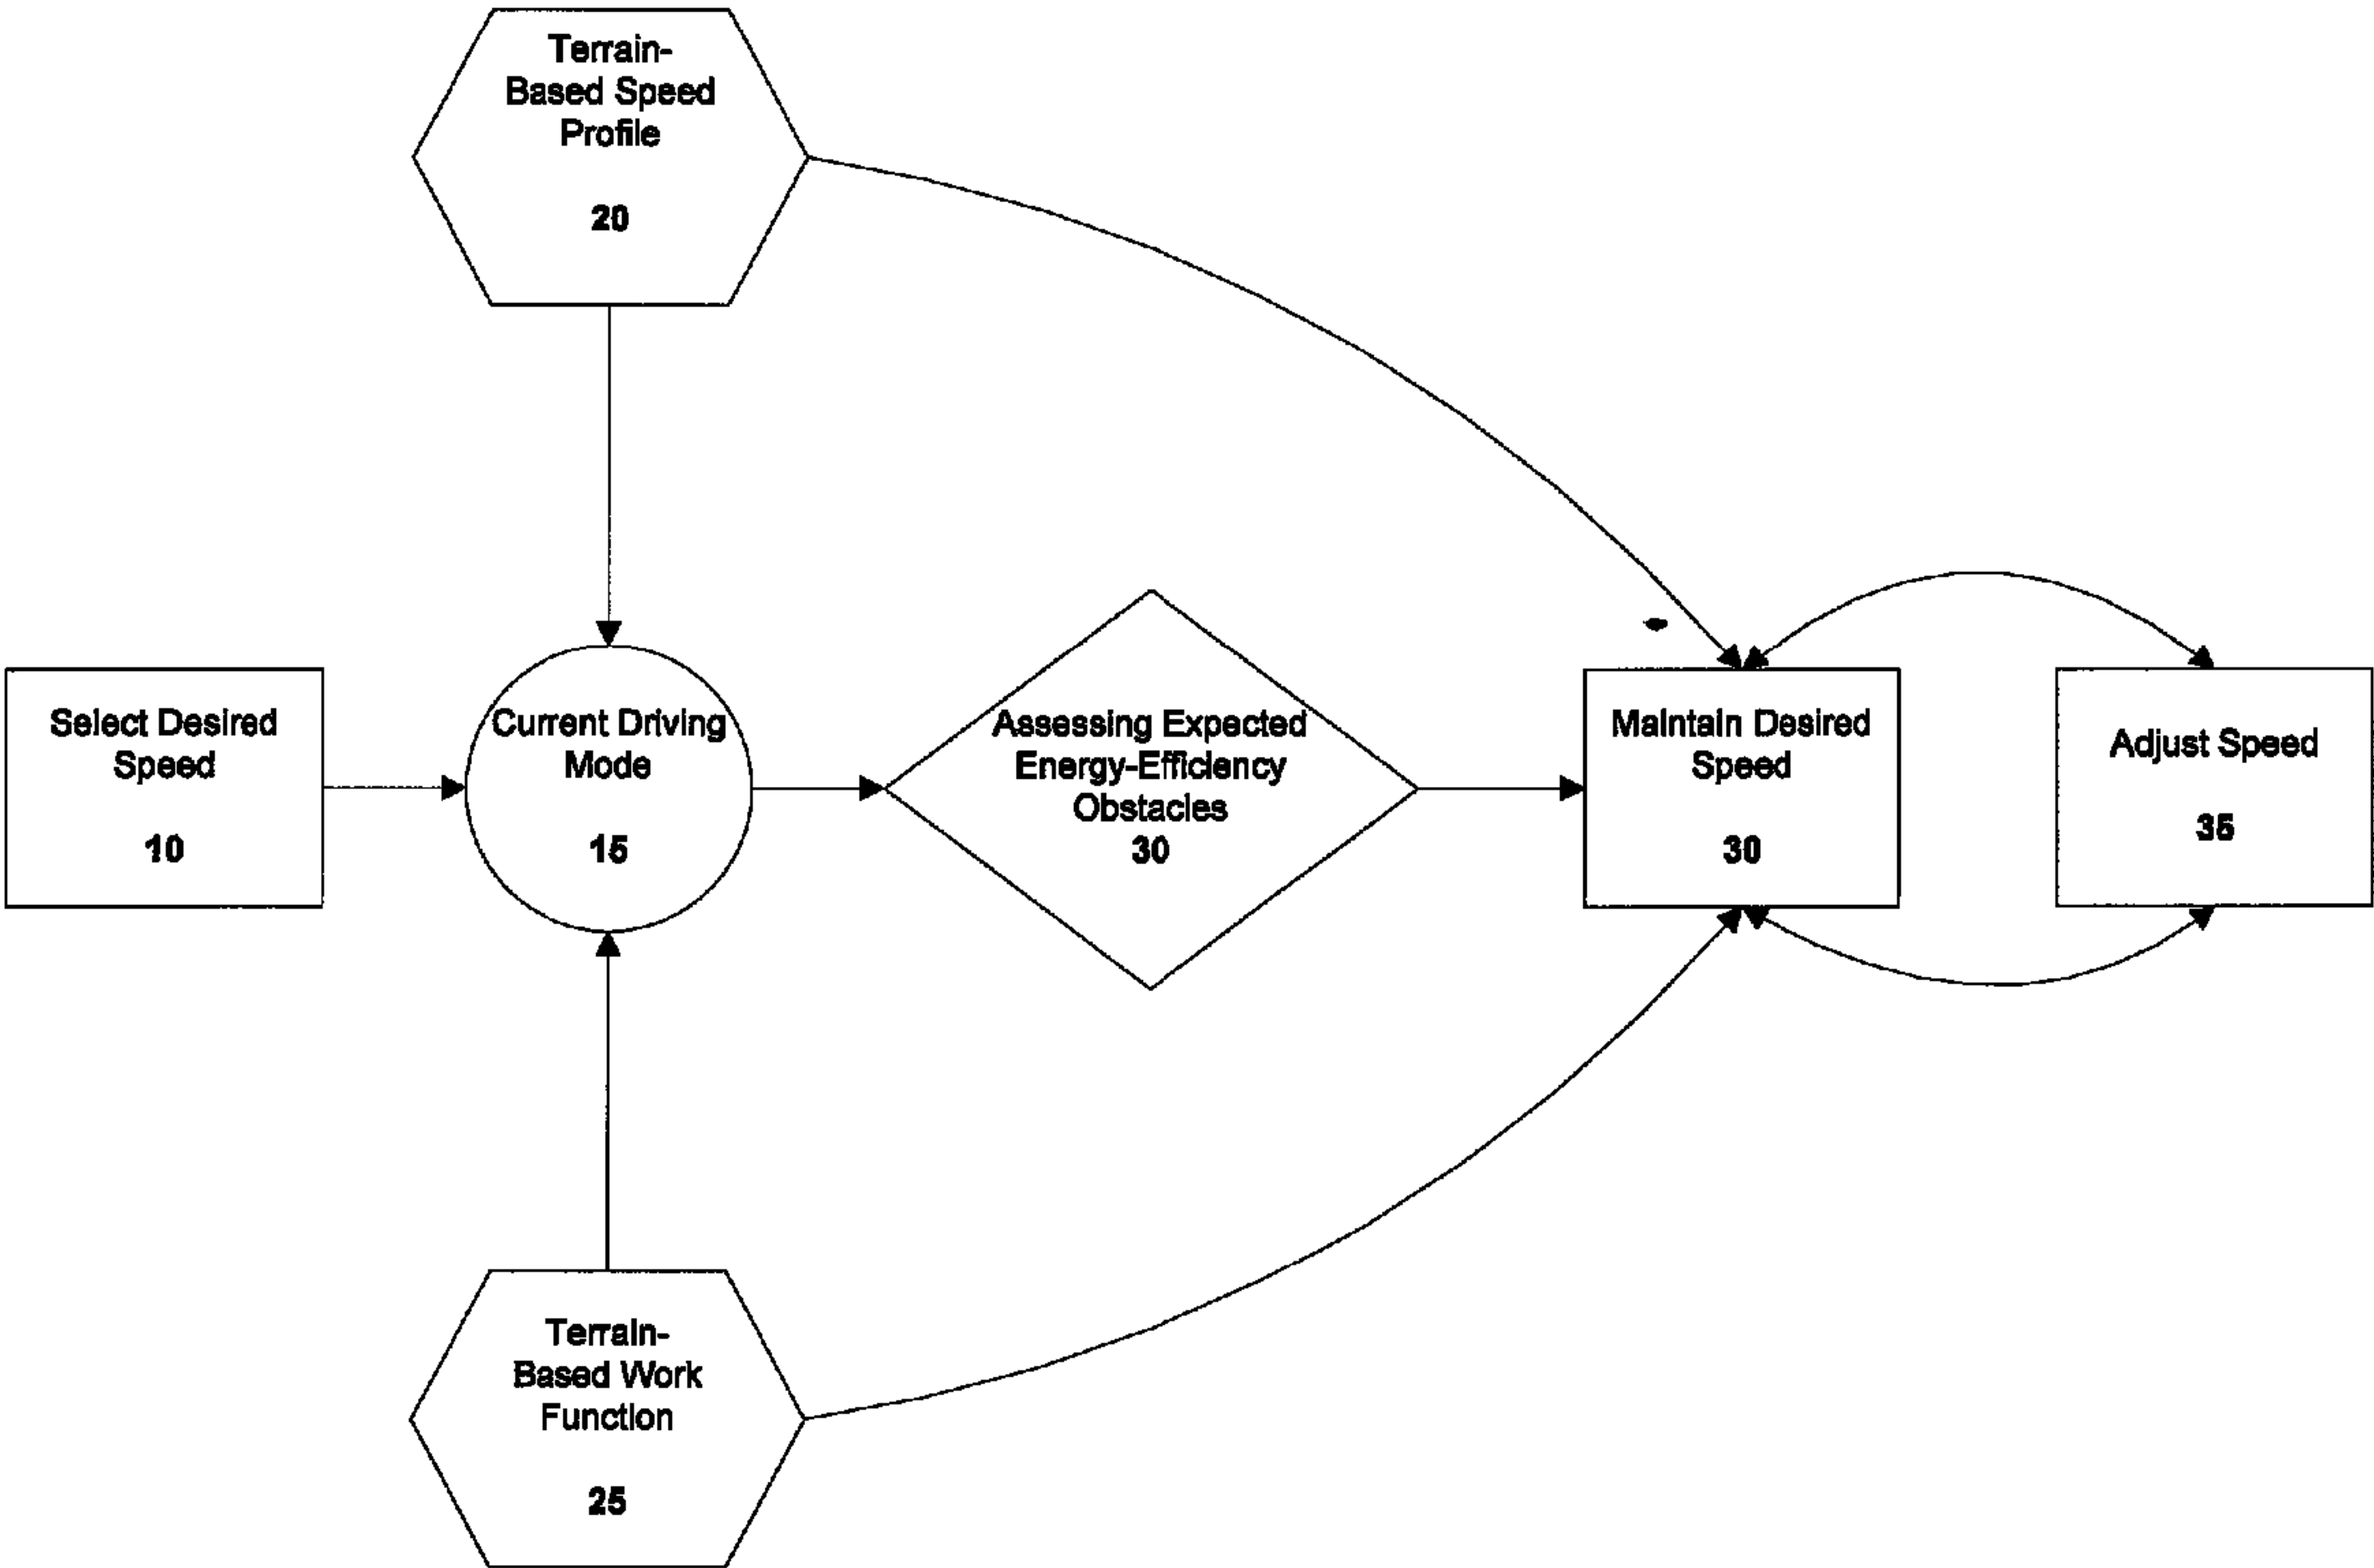 Terrain-
Based Speed
Profile
20
Select Desired
Speed
10
Current Driving
Mode
15
Assessing Expected
Energy-Efficiency
Obstacles
30
Maintain Desired
Speed
30
Adjust Speed
35
Terrain-
Based Work
Function
25